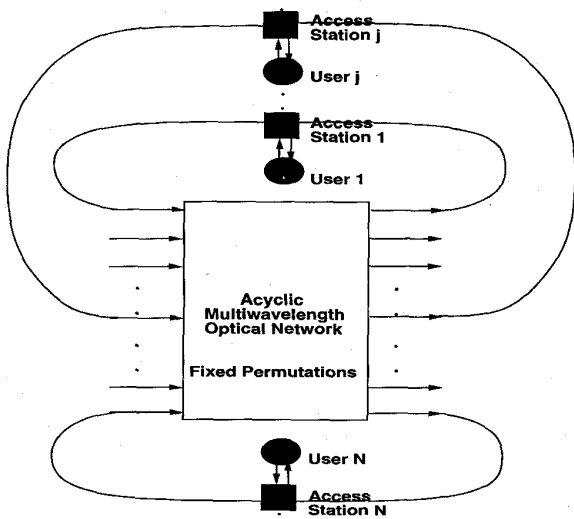 Access
Station j
User j
Access
Station 1
User 1
Acyclic
Multiwavelength
Optical Network
Fixed Permutations
User N
Access
Station N